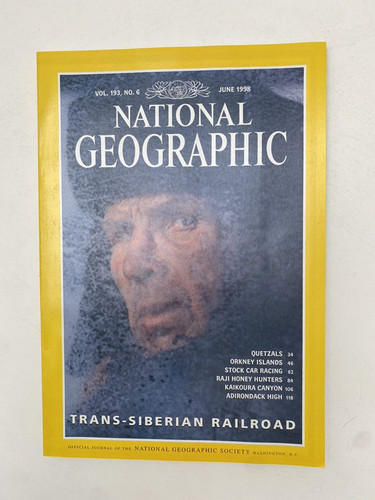 VOL. 193, NO. 6 JUNE 1998
NATIONAL
GEOGRAPHIC
QUETZALS 34
ORKNEY ISLANDS 46
STOCK CAR RACING 62
RAJI HONEY HUNTERS 84
KAIKOURA CANYON 106
ADIRONDACK HIGH 118
TRANS-SIBERIAN RAILROAD
OFFICIAL JOURNAL OF THE NATIONAL GEOGRAPHIC SOCIETY WASHINGTON, D.C.